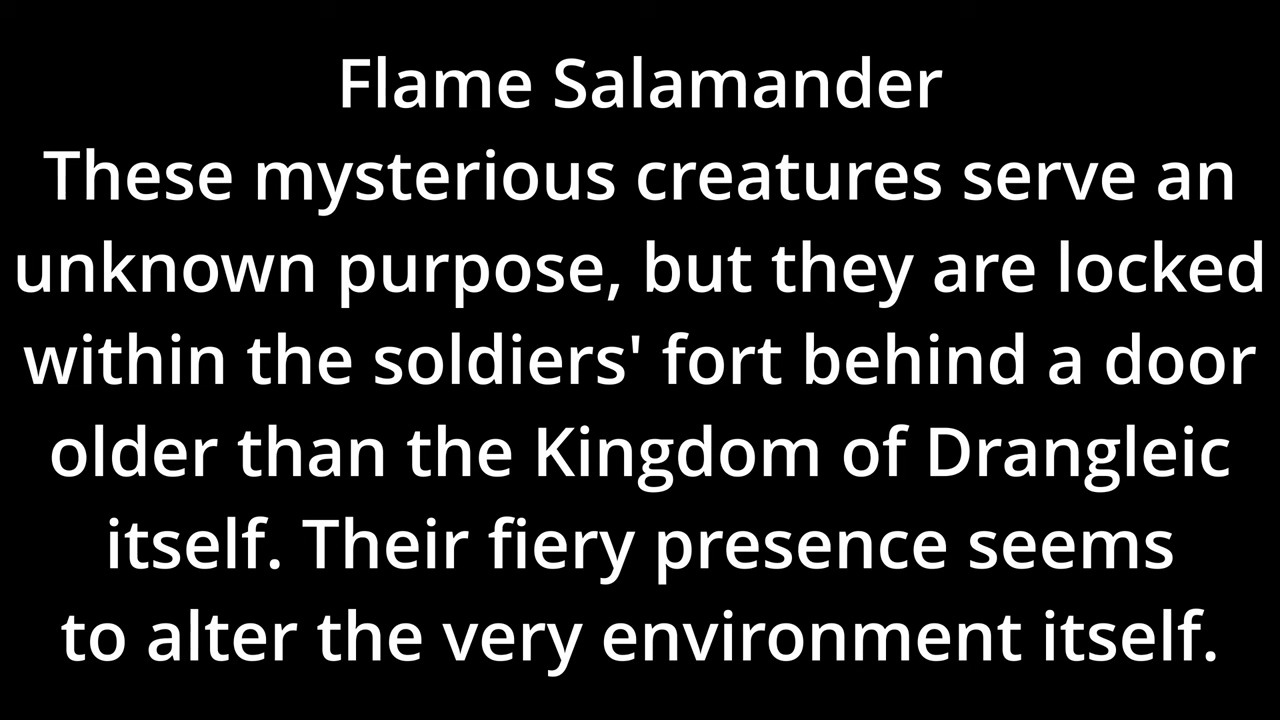 Flame Salamander
These mysterious creatures serve an
unknown purpose, but they are locked
within the soldiers' fort behind a door
older than the Kingdom of Drangleic
itself. Their fiery presence seems
to alter the very environment itself.